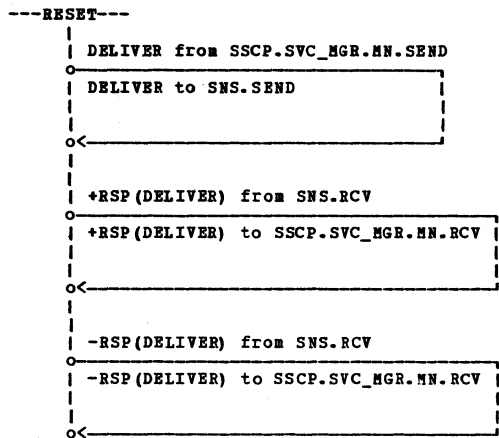 ---RESET---
DELIVER from SSCP.SVC_MGR.MN.SEND
DELIVER to SNS.SEND
+RSP(DELIVER) from SNS.RCV
+RSP(DELIVER) to SSCP.SVC_MGR.MN.RCV
-RSP(DELIVER) from SNS.RCV
-RSP(DELIVER) to SSCP.SVC_MGR.MN.RCV